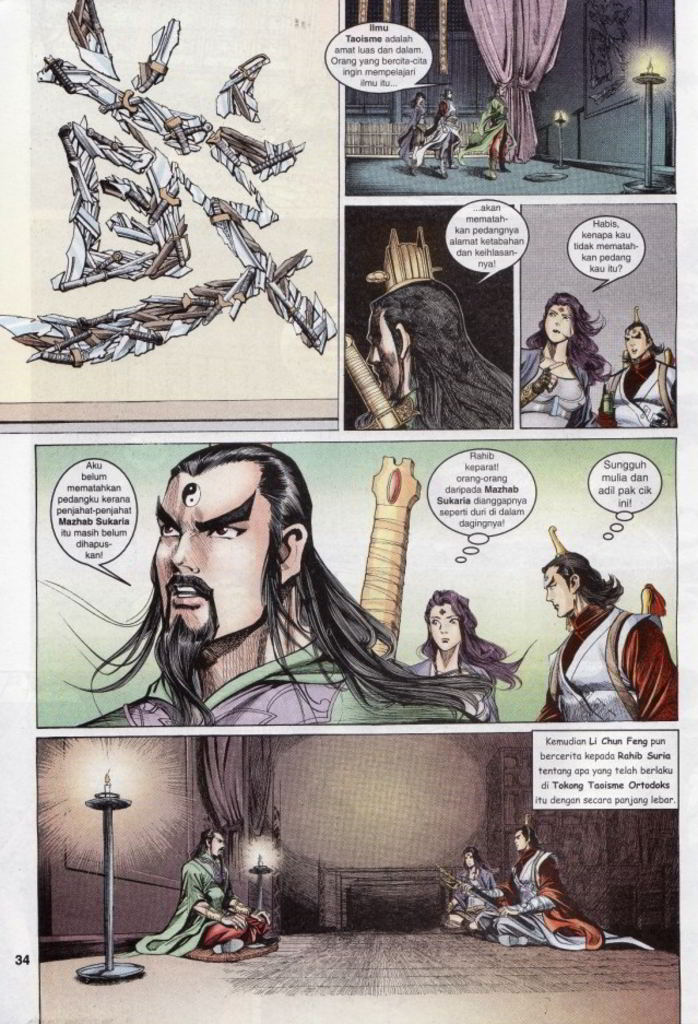 Ilmu
Taoisme adalah
amat luas dan dalam.
Orang yang bercita-cita
ingin mempelajari
ilmu itu...
...akan
mematah-
kan pedangnya
alamat ketabahan
dan keihlasan-
nya!
Habis,
kenapa kau
tidak mematah-
kan pedang
kau itu?
Aku
belum
mematahkan
pedangku kerana
penjahat-penjahat
Mazhab Sukaria
itu masih belum
dihapus-
kan!
Rahib
keparat!
orang-orang
daripada Mazhab
Sukaria dianggapnya
seperti duri di dalam
dagingnya!
Sungguh
mulia dan
adil pak cik
ini!
Kemudian Li Chun Feng pun
bercerita kepada Rahib Suria
tentang apa yang telah berlaku
di Tokong Taoisme Ortodoks
itu dengan secara panjang lebar.
34